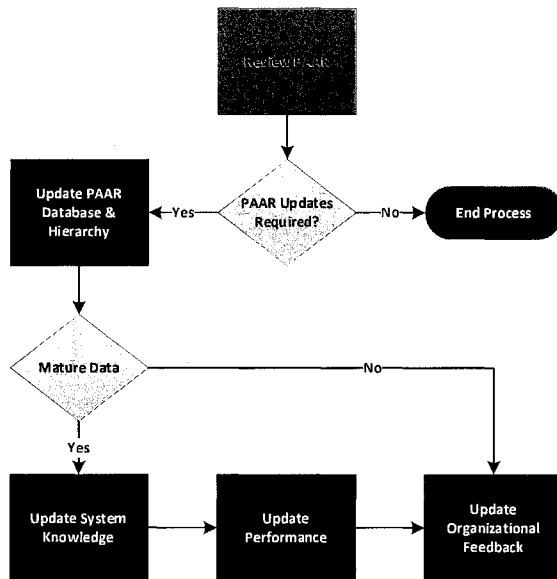 Review PAAR
PAAR Updates
Required?
Yes
No
End Process
Update PAAR
Database &
Hierarchy
Mature Data
No
Yes
Update System
Knowledge
Update
Performance
Update
Organizational
Feedback